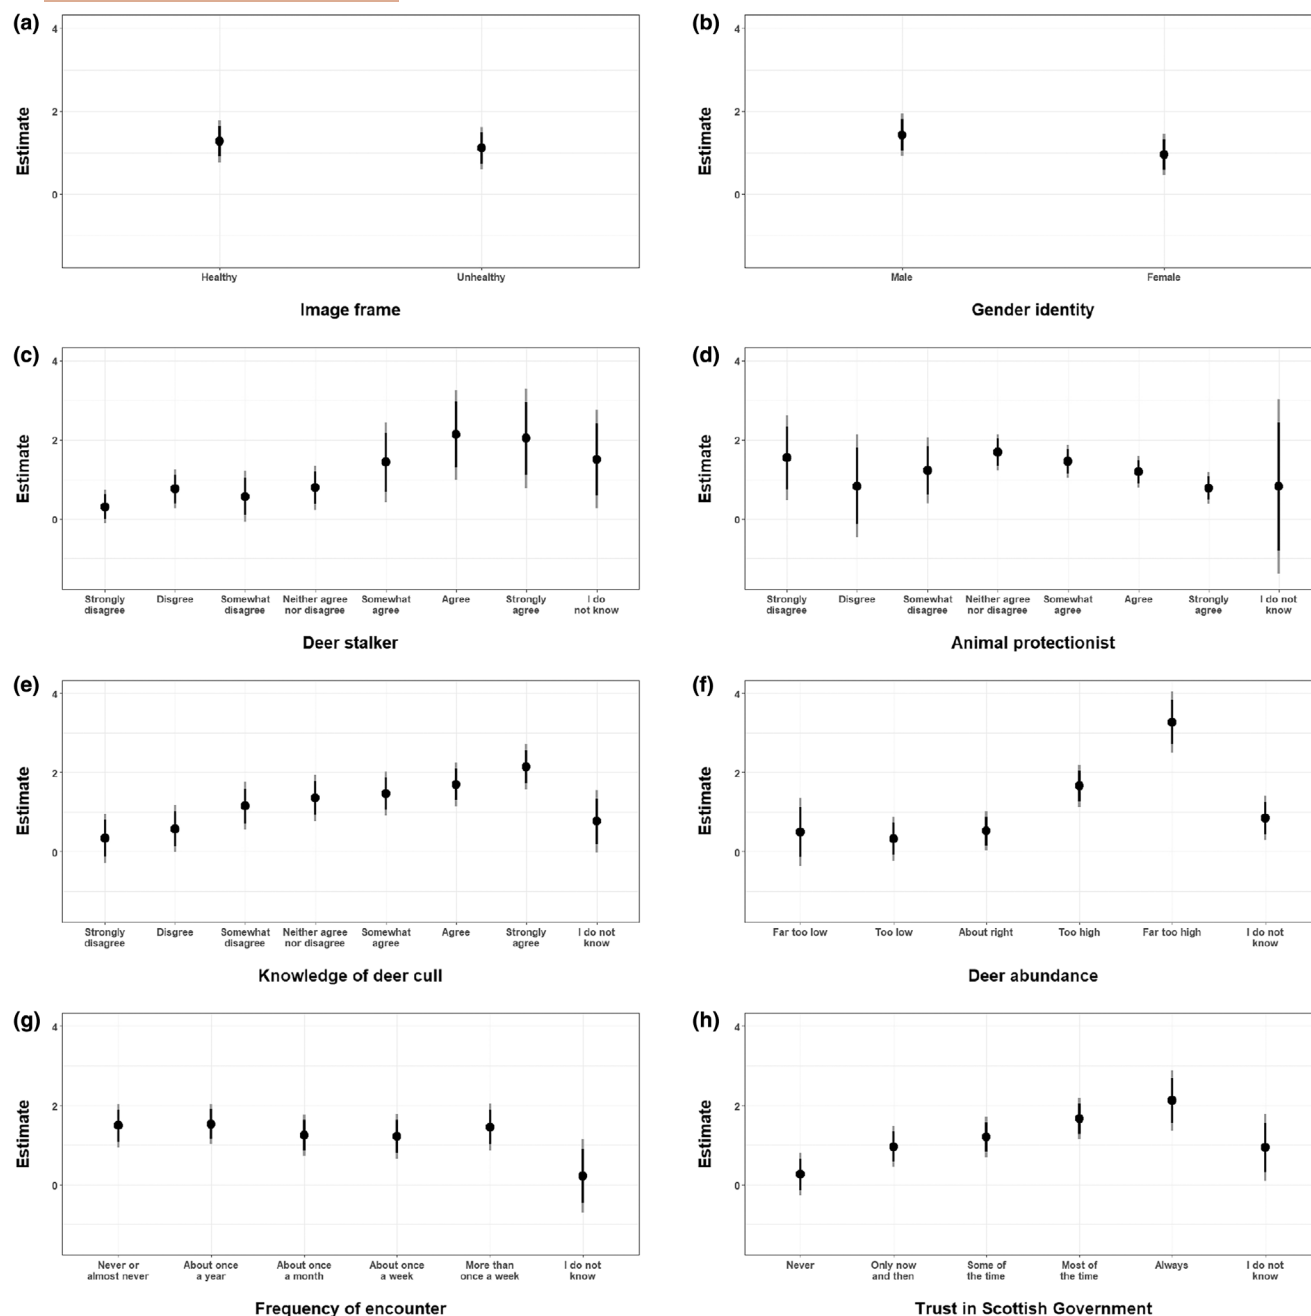 (a)
4
2
0
Estimate
Healthy
Unhealthy
Image frame
(b)
4
2
0
Estimate
Male
Female
Gender identity
(c)
4
2
0
Estimate
Strongly disagree
Disgree
Somewhat disagree
Neither agree nor disagree
Somewhat agree
Agree
Strongly agree
I do not know
Deer stalker
(d)
4
2
0
Estimate
Strongly disagree
Disgree
Somewhat disagree
Neither agree nor disagree
Somewhat agree
Agree
Strongly agree
I do not know
Animal protectionist
(e)
4
2
0
Estimate
Strongly disagree
Disgree
Somewhat disagree
Neither agree nor disagree
Somewhat agree
Agree
Strongly agree
I do not know
Knowledge of deer cull
(f)
4
2
0
Estimate
Far too low
Too low
About right
Too high
Far too high
I do not know
Deer abundance
(g)
4
2
0
Estimate
Never or almost never
About once a year
About once a month
About once a week
More than once a week
I do not know
Frequency of encounter
(h)
4
2
0
Estimate
Never
Only now and then
Some of the time
Most of the time
Always
I do not know
Trust in Scottish Government